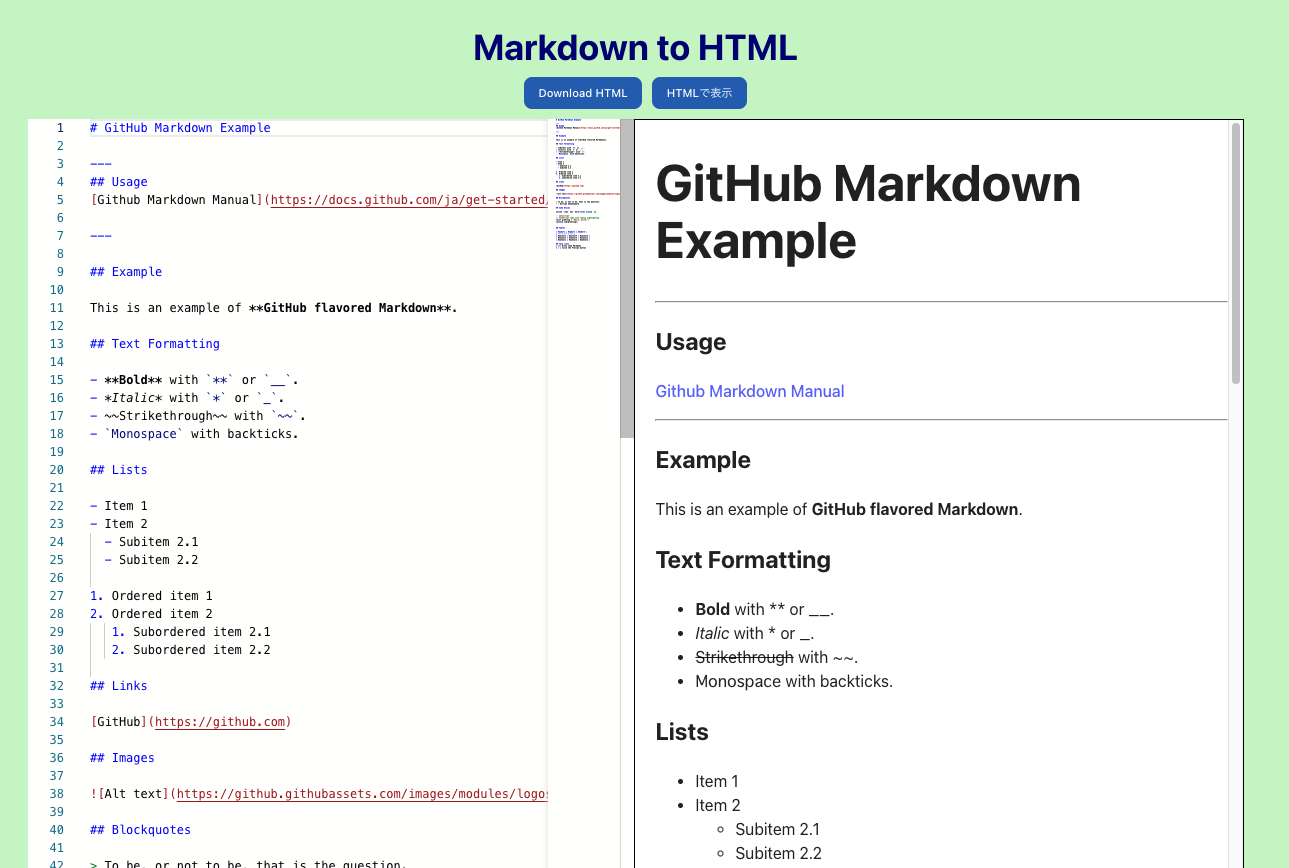 Markdown to HTML
Download HTML
HTMLで表示
1 # GitHub Markdown Example
2
3 ---
4 ## Usage
5 [Github Markdown Manual](https://docs.github.com/ja/get-started/
6
7 ---
8
9 ## Example
10
11 This is an example of **GitHub flavored Markdown**.
12
13 ## Text Formatting
14
15 - **Bold** with `**` or `__`.
16 - *Italic* with `*` or `_`.
17 - ~~Strikethrough~~ with `~~`.
18 - `Monospace` with backticks.
19
20 ## Lists
21
22 - Item 1
23 - Item 2
24   - Subitem 2.1
25   - Subitem 2.2
26
27 1. Ordered item 1
28 2. Ordered item 2
29    1. Subordered item 2.1
30    2. Subordered item 2.2
31
32 ## Links
33
34 [GitHub](https://github.com)
35
36 ## Images
37
38 ![Alt text](https://github.githubassets.com/images/modules/logos
39
40 ## Blockquotes
41
42 > To be, or not to be, that is the question.
GitHub Markdown
Example
Usage
Github Markdown Manual
Example
This is an example of GitHub flavored Markdown.
Text Formatting
• Bold with ** or __.
• Italic with * or _.
• Strikethrough with ~~.
• Monospace with backticks.
Lists
• Item 1
• Item 2
◦ Subitem 2.1
◦ Subitem 2.2